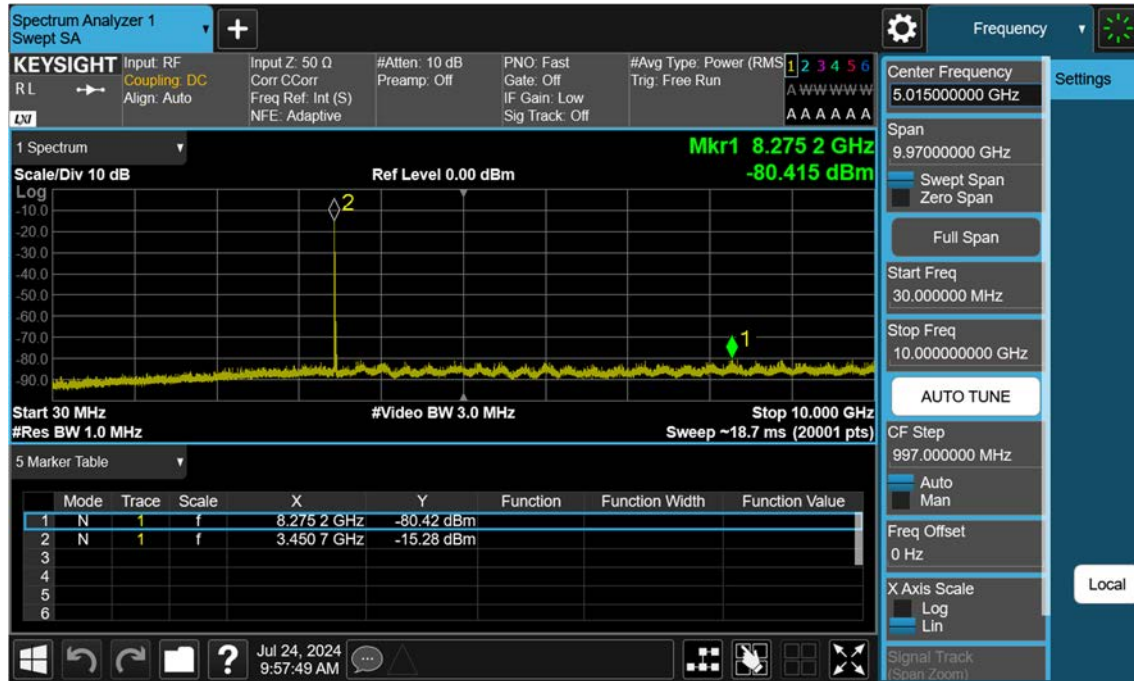 Spectrum Analyzer 1
Swept SA
+
Frequency
KEYSIGHT
RL
LXI
Input: RF
Coupling: DC
Align: Auto
Input Z: 50 Ω
Corr CCorr
Freq Ref: Int (S)
NFE: Adaptive
#Atten: 10 dB
Preamp: Off
PNO: Fast
Gate: Off
IF Gain: Low
Sig Track: Off
#Avg Type: Power (RMS
Trig: Free Run
1 2 3 4 5 6
A W W W W W
A A A A A A
Center Frequency
5.015000000 GHz
Settings
1 Spectrum
Mkr1 8.275 2 GHz
-80.415 dBm
Scale/Div 10 dB
Ref Level 0.00 dBm
Log
-10.0
-20.0
-30.0
-40.0
-50.0
-60.0
-70.0
-80.0
-90.0
2
1
Start 30 MHz
#Video BW 3.0 MHz
Stop 10.000 GHz
#Res BW 1.0 MHz
Sweep ~18.7 ms (20001 pts)
Span
9.97000000 GHz
Swept Span
Zero Span
Full Span
Start Freq
30.000000 MHz
Stop Freq
10.000000000 GHz
AUTO TUNE
CF Step
997.000000 MHz
Auto
Man
Freq Offset
0 Hz
X Axis Scale
Log
Lin
Signal Track
(Span Zoom)
Local
5 Marker Table
Mode Trace Scale X Y Function Function Width Function Value
1 N 1 f 8.275 2 GHz -80.42 dBm
2 N 1 f 3.450 7 GHz -15.28 dBm
3
4
5
6
?
Jul 24, 2024
9:57:49 AM